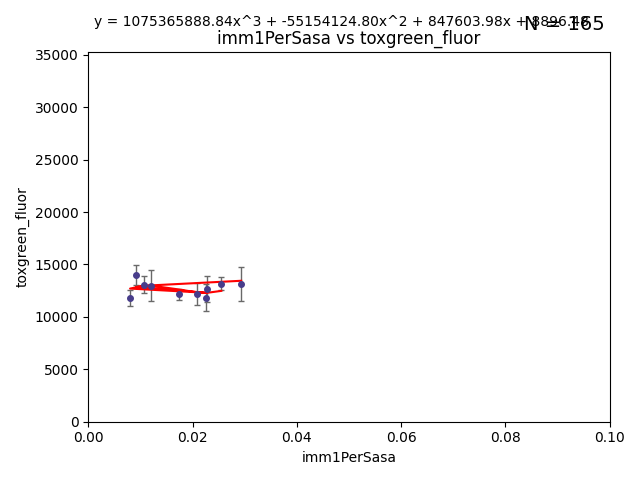 y = 1075365888.84x^3 + -55154124.80x^2 + 847603.98x + 8896.48
N = 165
imm1PerSasa vs toxgreen_fluor
35000
30000
25000
20000
15000
10000
5000
0
toxgreen_fluor
0.00 0.02 0.04 0.06 0.08 0.10
imm1PerSasa